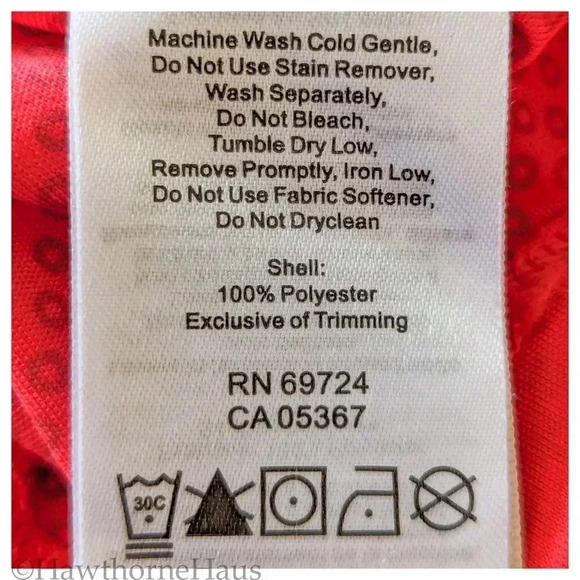 Machine Wash Cold Gentle,
Do Not Use Stain Remover,
Wash Separately,
Do Not Bleach,
Tumble Dry Low,
Remove Promptly, Iron Low,
Do Not Use Fabric Softener,
Do Not Dryclean
Shell:
100% Polyester
Exclusive of Trimming
RN 69724
CA 05367
30C
©HawthorneHaus